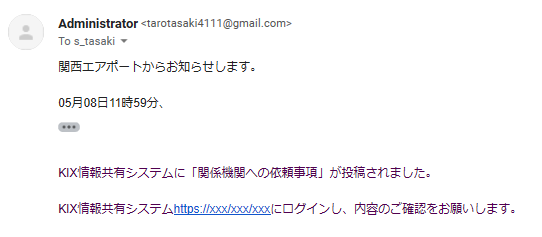 Administrator <tarotasaki4111@gmail.com>
To s_tasaki
関西エアポートからお知らせします。
05月08日11時59分、
KIX情報共有システムに「関係機関への依頼事項」が投稿されました。
KIX情報共有システムhttps://xxx/xxx/xxxにログインし、内容のご確認をお願いします。